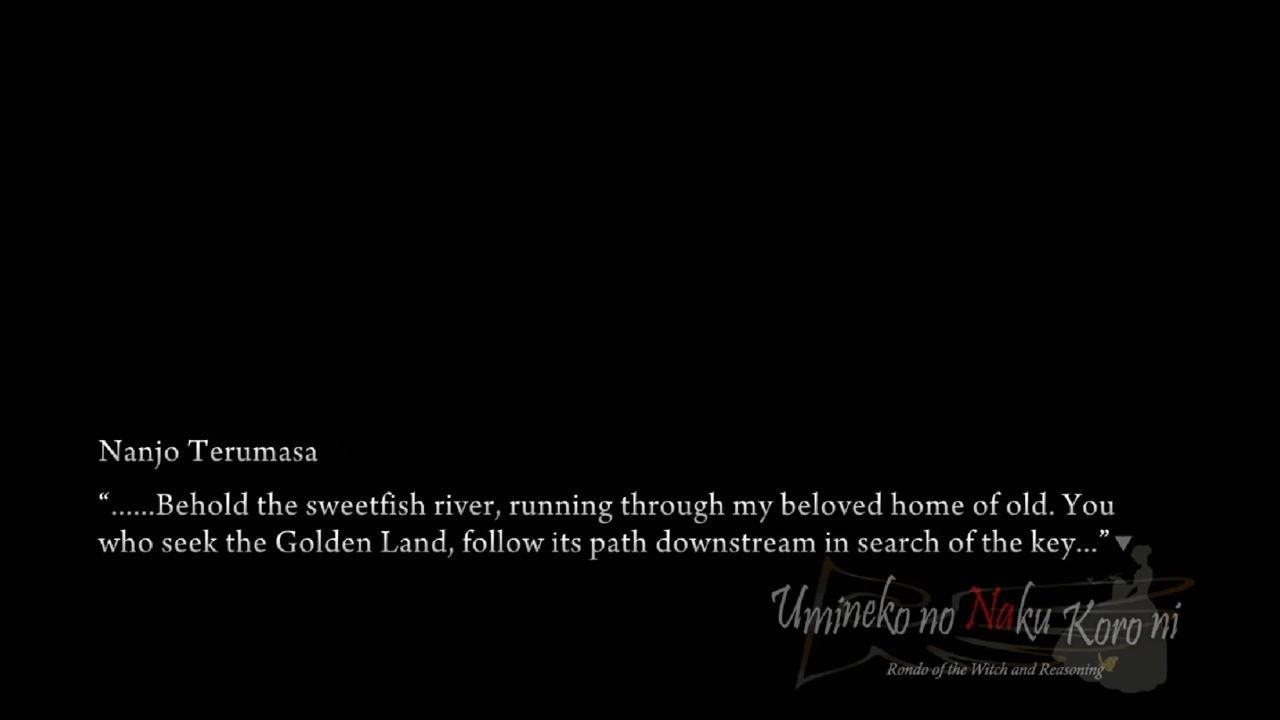 Nanjo Terumasa
“......Behold the sweetfish river, running through my beloved home of old. You
who seek the Golden Land, follow its path downstream in search of the key...”
Umineko no Naku Koro ni
Rondo of the Witch and Reasoning